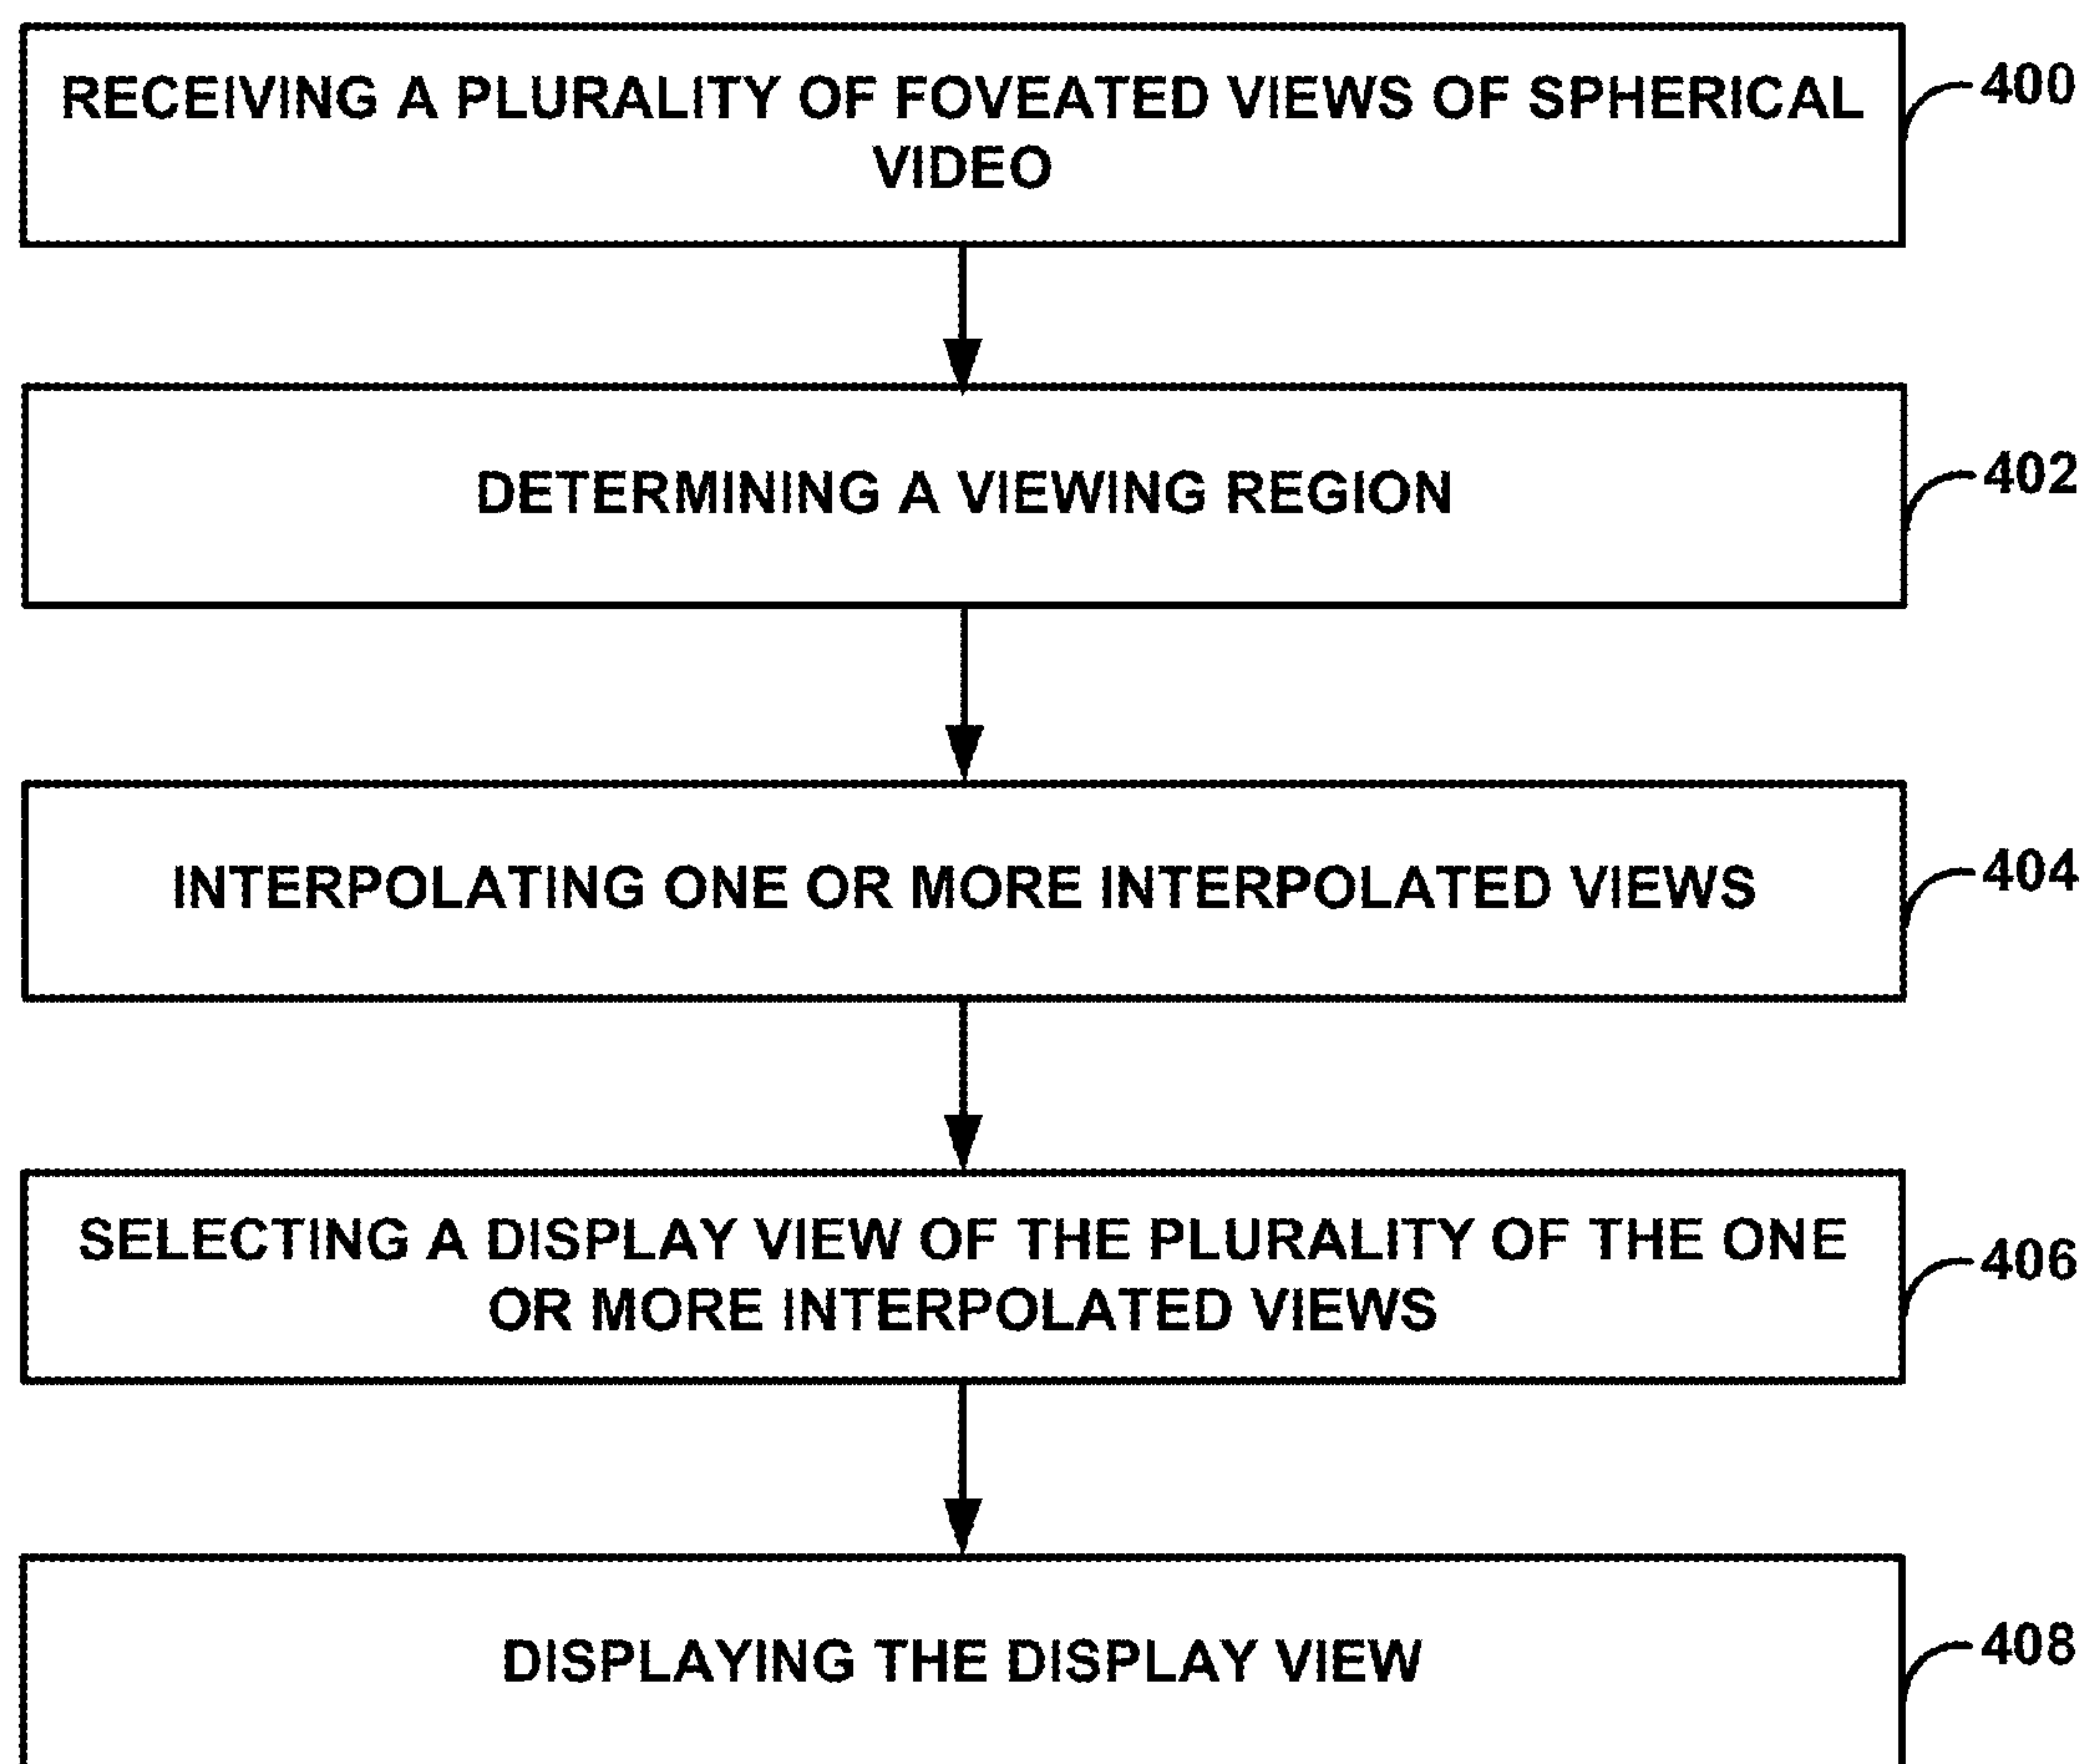 RECEIVING A PLURALITY OF FOVEATED VIEWS OF SPHERICAL
VIDEO
400
DETERMINING A VIEWING REGION
402
INTERPOLATING ONE OR MORE INTERPOLATED VIEWS
404
SELECTING A DISPLAY VIEW OF THE PLURALITY OF THE ONE
OR MORE INTERPOLATED VIEWS
406
DISPLAYING THE DISPLAY VIEW
408